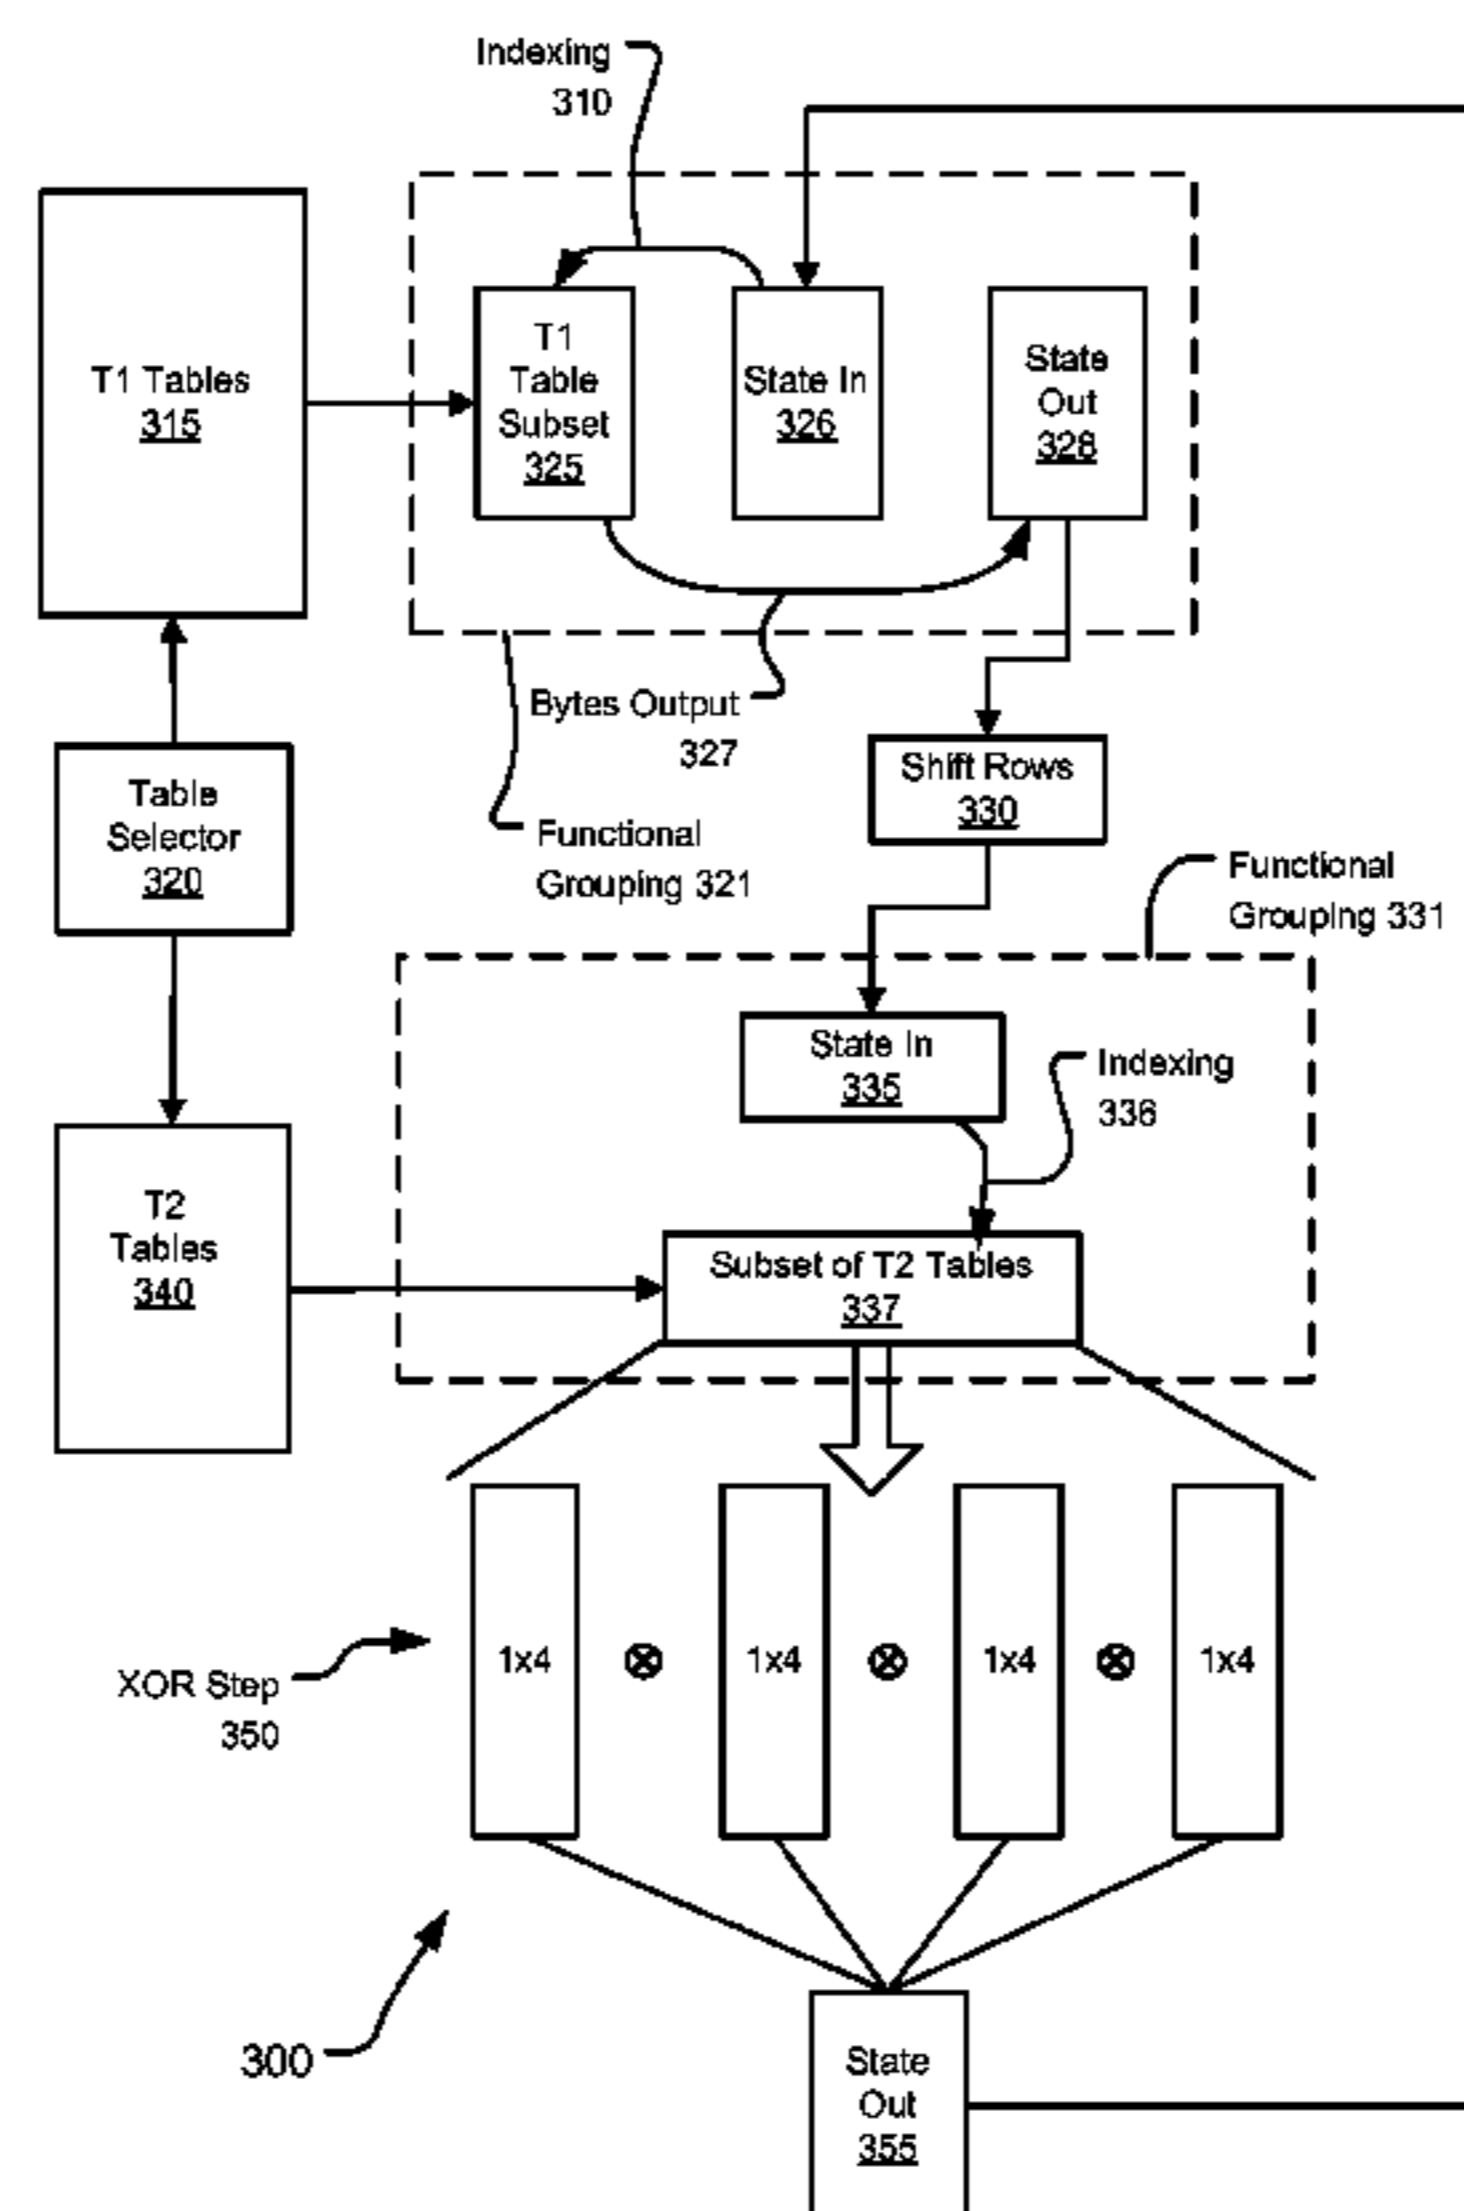 Indexing
310
T1 Tables
315
T1
Table
Subset
325
State In
326
State
Out
328
Bytes Output
327
Table
Selector
320
Functional
Grouping 321
Shift Rows
330
Functional
Grouping 331
State In
335
Indexing
336
T2
Tables
340
Subset of T2 Tables
337
1x4
1x4
1x4
1x4
XOR Step
350
300
State
Out
355